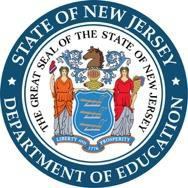 STATE OF NEW JERSEY
THE GREAT SEAL OF THE STATE OF NEW JERSEY
LIBERTY AND PROSPERITY
1776
DEPARTMENT OF EDUCATION